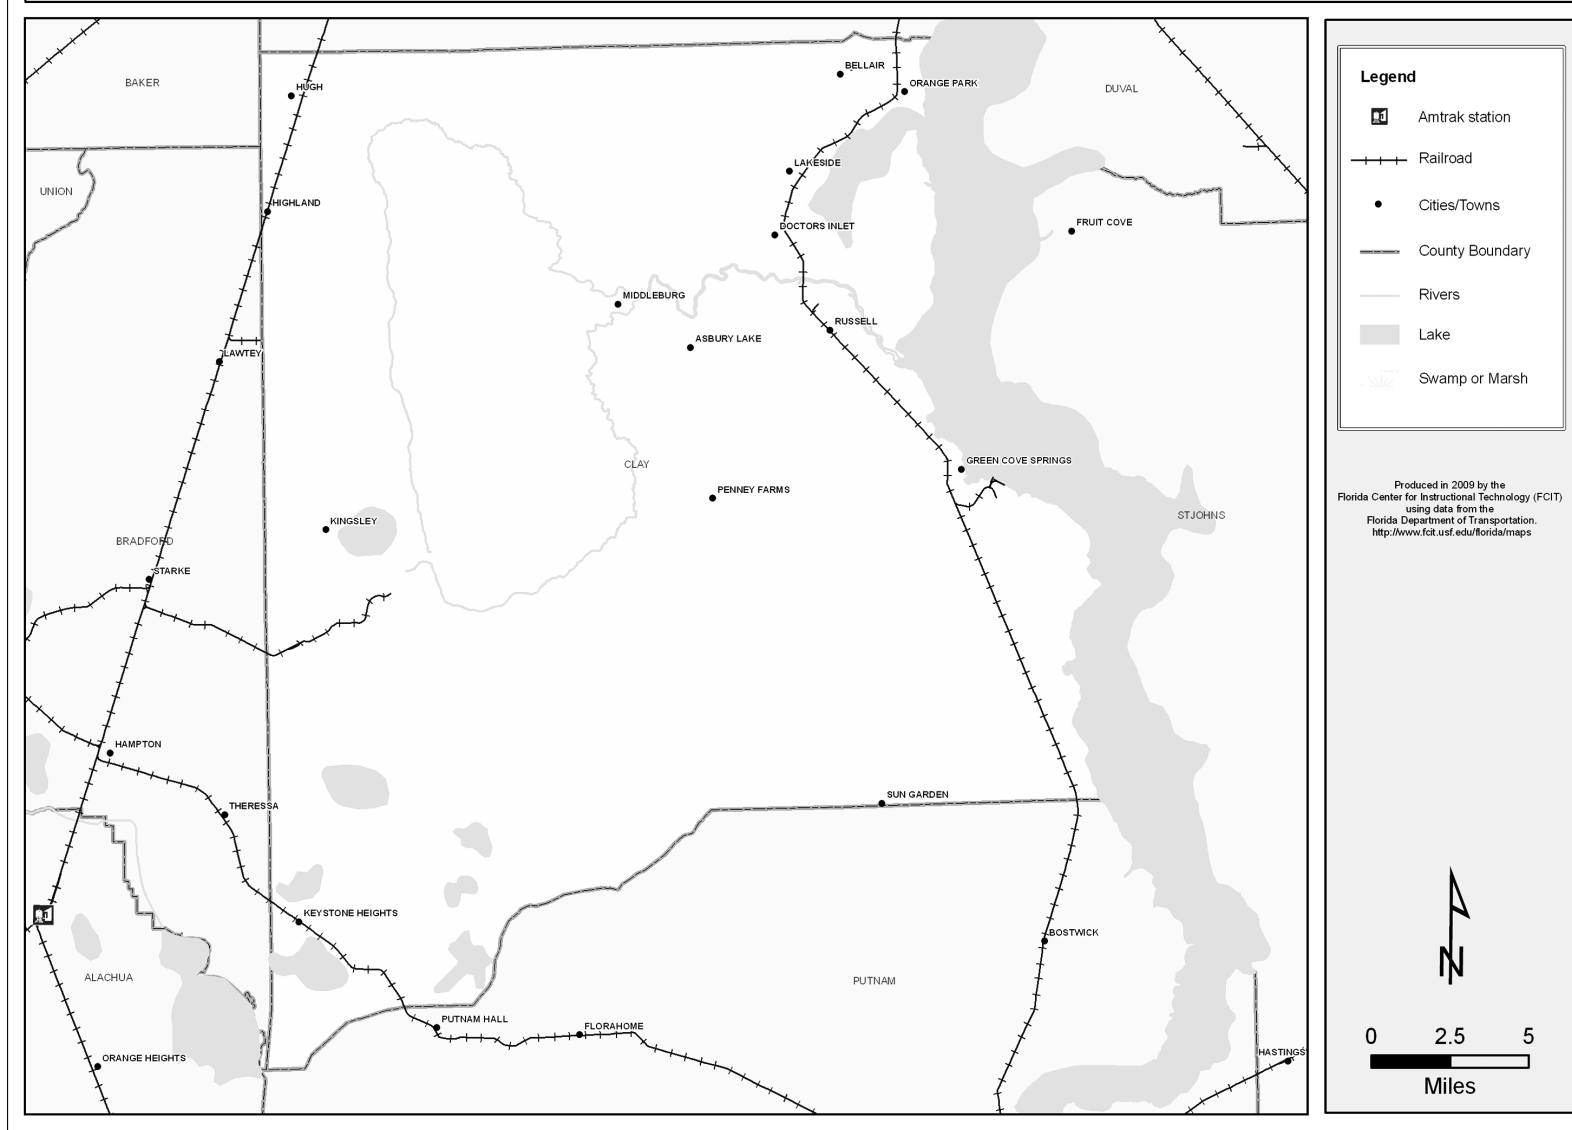 BAKER
HUGH
BELLAIR
ORANGE PARK
DUVAL
UNION
LAKESIDE
HIGHLAND
DOCTORS INLET
FRUIT COVE
MIDDLEBURG
RUSSELL
ASBURY LAKE
LAWTEY
CLAY
GREEN COVE SPRINGS
PENNEY FARMS
KINGSLEY
STJOHNS
BRADFORD
STARKE
HAMPTON
SUN GARDEN
THERESSA
KEYSTONE HEIGHTS
BOSTWICK
ALACHUA
PUTNAM
PUTNAM HALL
FLORAHOME
ORANGE HEIGHTS
HASTINGS
Legend
Amtrak station
Railroad
Cities/Towns
County Boundary
Rivers
Lake
Swamp or Marsh
Produced in 2009 by the
Florida Center for Instructional Technology (FCIT)
using data from the
Florida Department of Transportation.
http://www.fcit.usf.edu/florida/maps
N
0 2.5 5
Miles